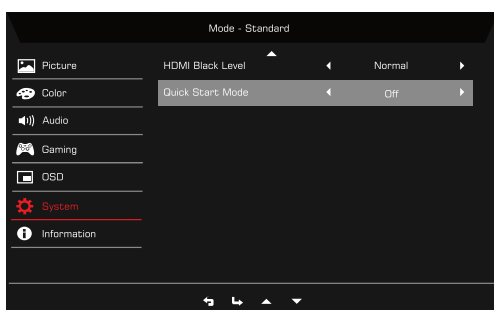 Mode - Standard
Picture
HDMI Black Level Normal
Color
Quick Start Mode Off
Audio
Gaming
OSD
System
Information